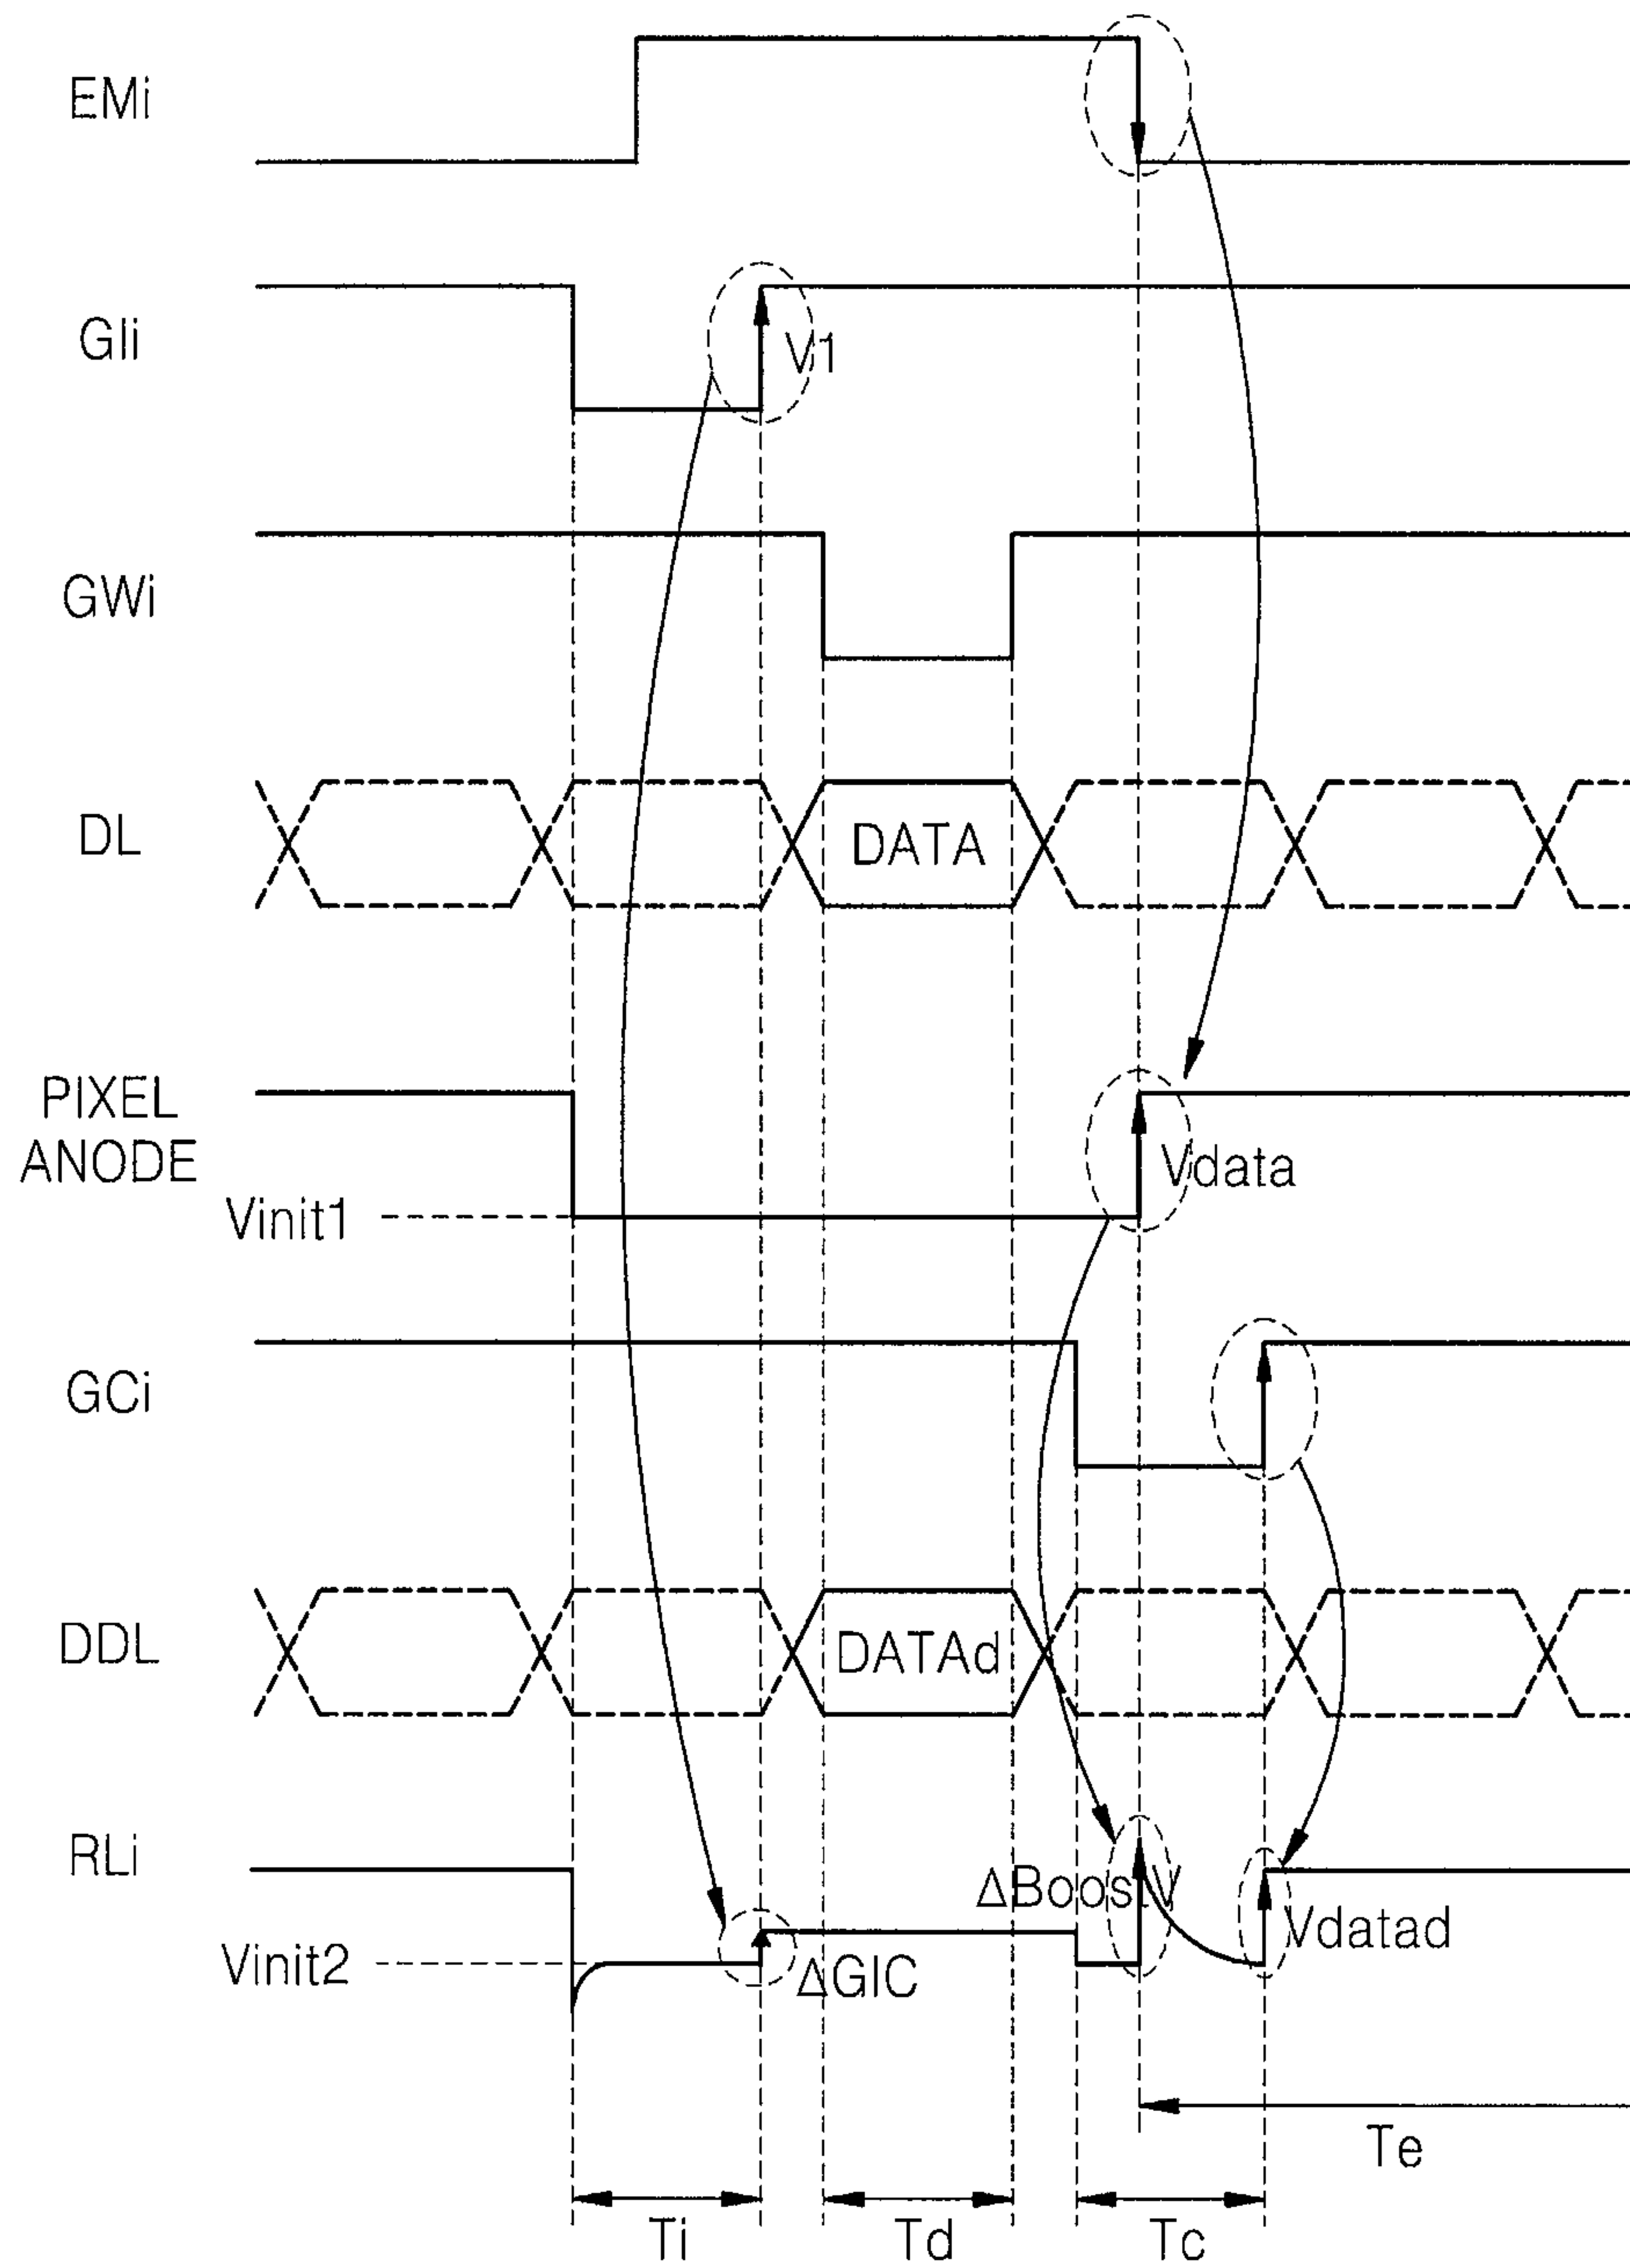 EMi
GIi
V1
GWi
DL
DATA
PIXEL
ANODE
Vdata
Vinit1
GCi
DDL
DATAd
RLi
ΔBoostV
Vdatad
Vinit2
ΔGIC
Te
Ti
Td
Tc